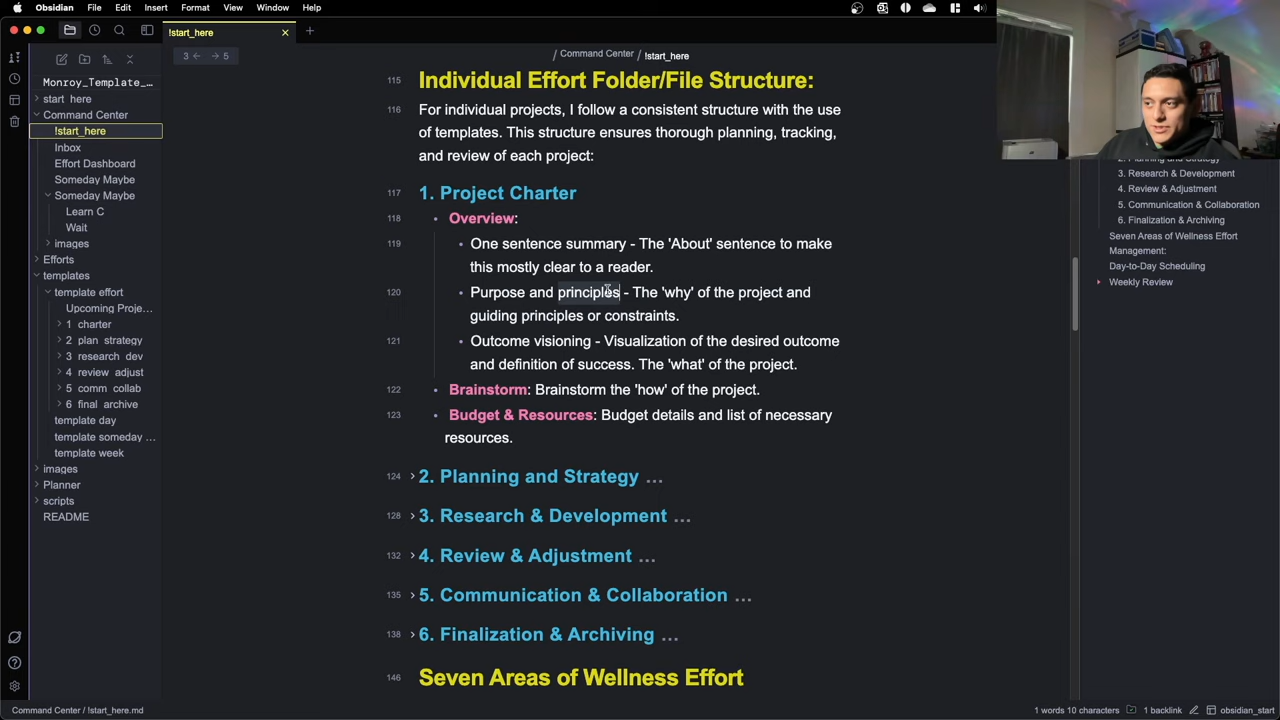 Obsidian File Edit Insert Format View Window Help
!start_here
3 ← → 5
/ Command Center / !start_here
Monroy_Template_...
start here
Command Center
!start_here
Inbox
Effort Dashboard
Someday Maybe
Someday Maybe
Learn C
Wait
images
Efforts
templates
template effort
Upcoming Proje...
1 charter
2 plan strategy
3 research dev
4 review adjust
5 comm collab
6 final archive
template day
template someday ...
template week
images
Planner
scripts
README
115 Individual Effort Folder/File Structure:
116 For individual projects, I follow a consistent structure with the use
of templates. This structure ensures thorough planning, tracking,
and review of each project:
117 1. Project Charter
118 • Overview:
119 • One sentence summary - The 'About' sentence to make
this mostly clear to a reader.
120 • Purpose and principles - The 'why' of the project and
guiding principles or constraints.
121 • Outcome visioning - Visualization of the desired outcome
and definition of success. The 'what' of the project.
122 • Brainstorm: Brainstorm the 'how' of the project.
123 • Budget & Resources: Budget details and list of necessary
resources.
124 2. Planning and Strategy ...
128 3. Research & Development ...
132 4. Review & Adjustment ...
135 5. Communication & Collaboration ...
138 6. Finalization & Archiving ...
146 Seven Areas of Wellness Effort
2. Planning and Strategy
3. Research & Development
4. Review & Adjustment
5. Communication & Collaboration
6. Finalization & Archiving
Seven Areas of Wellness Effort
Management:
Day-to-Day Scheduling
Weekly Review
Command Center / !start_here.md
1 words 10 characters 1 backlink obsidian_start